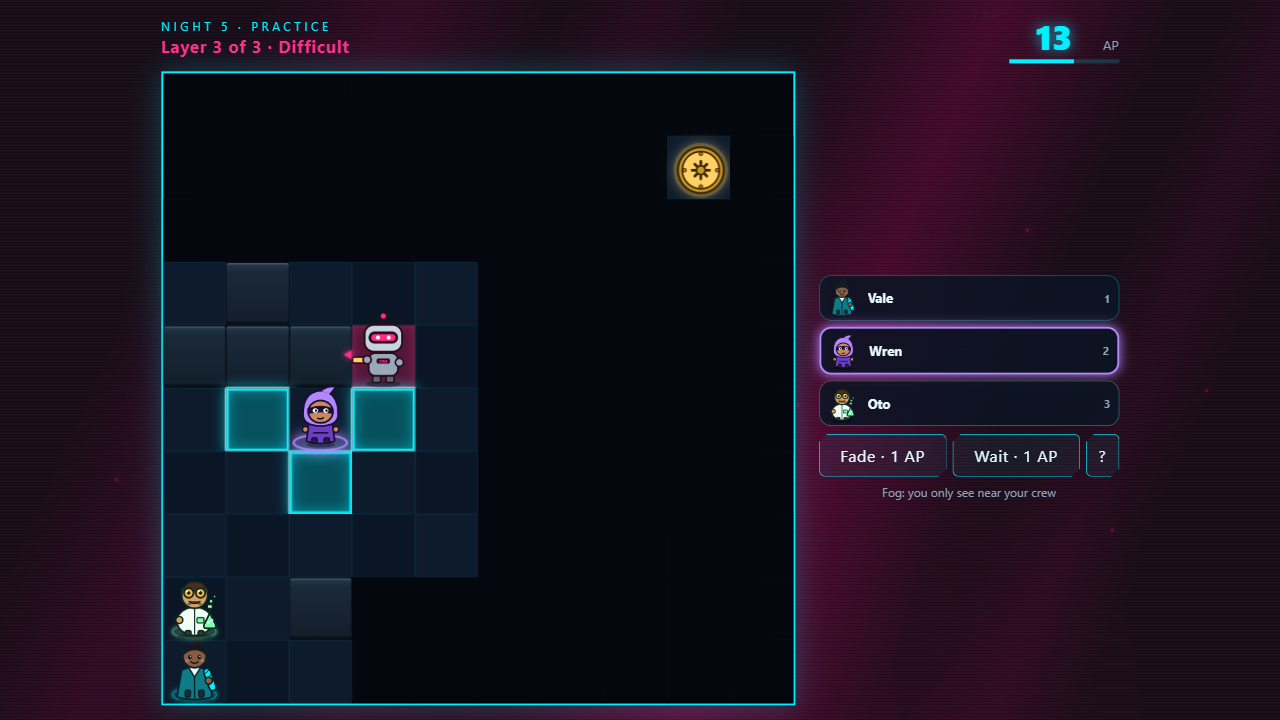 NIGHT 5 · PRACTICE
Layer 3 of 3 · Difficult
13 AP
Vale 1
Wren 2
Oto 3
Fade · 1 AP
Wait · 1 AP
?
Fog: you only see near your crew